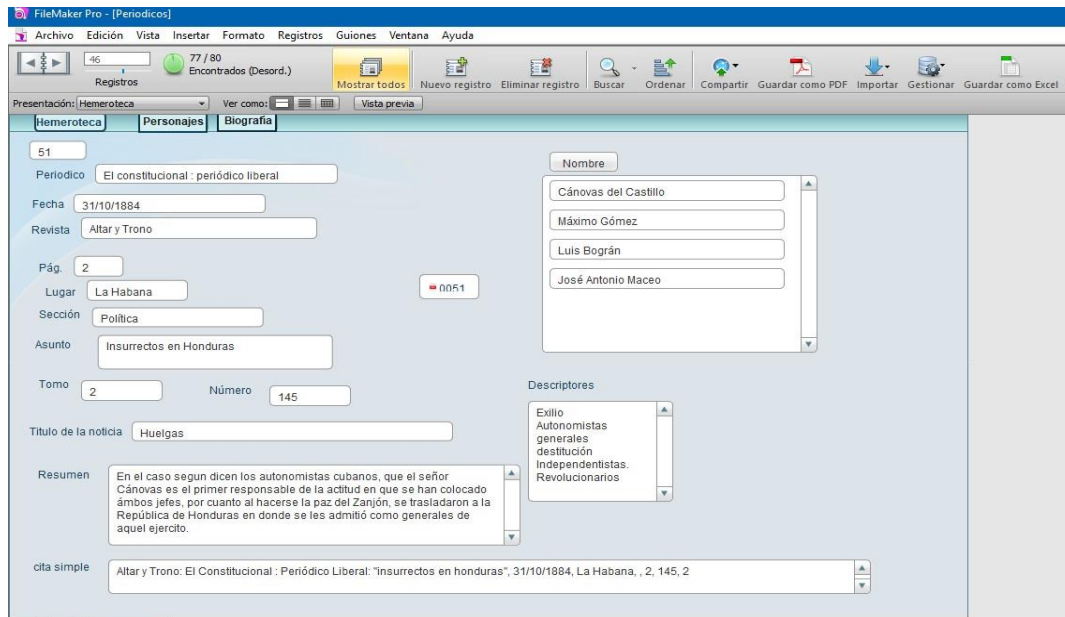 FileMaker Pro - [Periodicos]
Archivo Edición Vista Insertar Formato Registros Guiones Ventana Ayuda
46
Registros
77 / 80
Encontrados (Desord.)
Mostrar todos
Nuevo registro
Eliminar registro
Buscar
Ordenar
Compartir
Guardar como PDF
Importar
Gestionar
Guardar como Excel
Presentación: Hemeroteca
Ver como:
Vista previa
Hemeroteca
Personajes
Biografia
51
Periodico El constitucional : periódico liberal
Fecha 31/10/1884
Revista Altar y Trono
Pág. 2
Lugar La Habana
0051
Sección Política
Asunto Insurrectos en Honduras
Tomo 2 Número 145
Titulo de la noticia Huelgas
Nombre
Cánovas del Castillo
Máximo Gómez
Luis Bográn
José Antonio Maceo
Descriptores
Exilio
Autonomistas
generales
destitución
Independentistas.
Revolucionarios
Resumen
En el caso segun dicen los autonomistas cubanos, que el señor
Cánovas es el primer responsable de la actitud en que se han colocado
ámbos jefes, por cuanto al hacerse la paz del Zanjón, se trasladaron a la
República de Honduras en donde se les admitió como generales de
aquel ejercito.
cita simple Altar y Trono: El Constitucional : Periódico Liberal: "insurrectos en honduras", 31/10/1884, La Habana, , 2, 145, 2